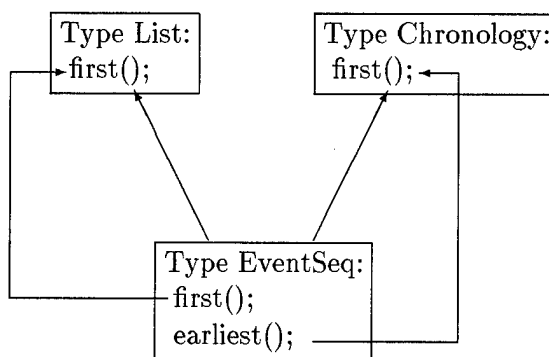 Type List:
first();
Type Chronology:
first();
Type EventSeq:
first();
earliest();